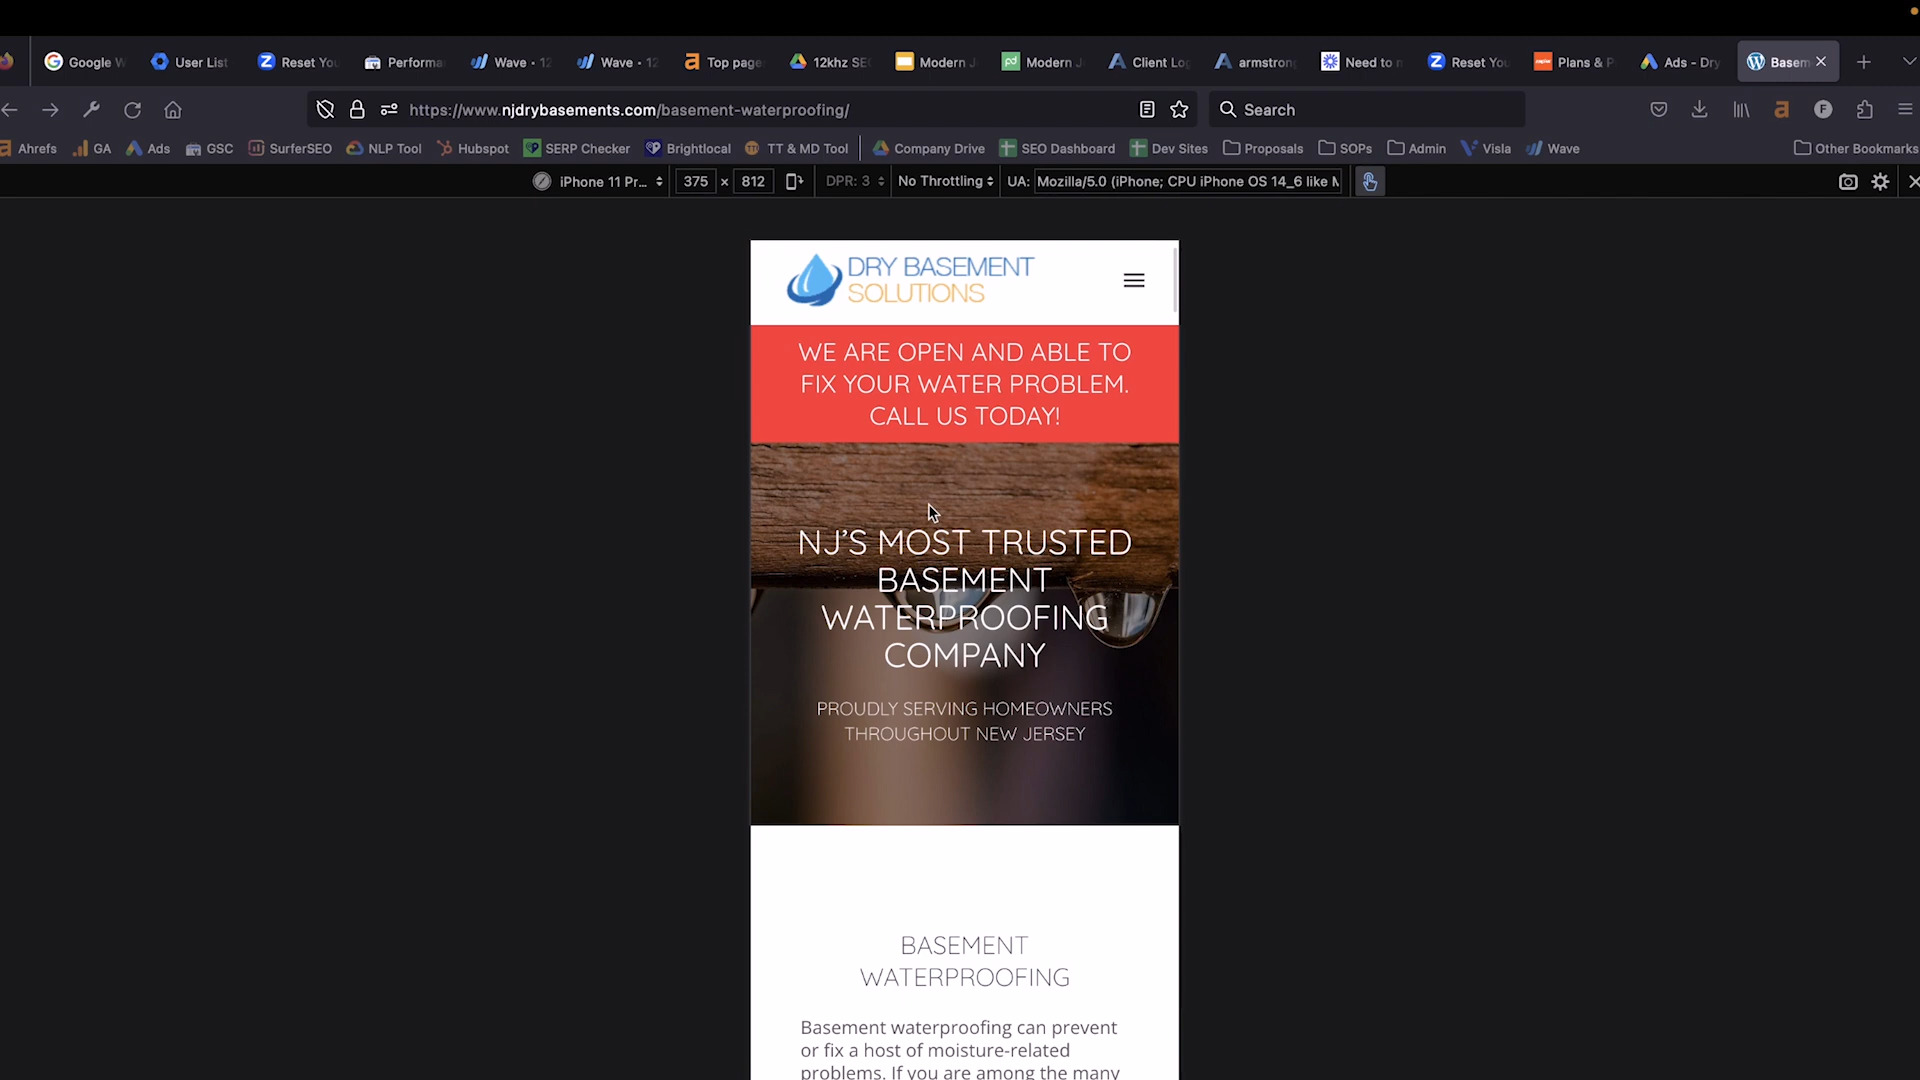 Google W
User List
Reset You
Performa
Wave · 12
Wave · 12
Top page
12khz SEO
Modern J
Modern J
Client Log
armstrong
Need to m
Reset You
Plans & P
Ads - Dry
Basem
https://www.njdrybasements.com/basement-waterproofing/
Search
Ahrefs
GA
Ads
GSC
SurferSEO
NLP Tool
Hubspot
SERP Checker
Brightlocal
TT & MD Tool
Company Drive
SEO Dashboard
Dev Sites
Proposals
SOPs
Admin
Visla
Wave
Other Bookmarks
iPhone 11 Pr...
375 × 812
DPR: 3
No Throttling
UA: Mozilla/5.0 (iPhone; CPU iPhone OS 14_6 like M
DRY BASEMENT
SOLUTIONS
WE ARE OPEN AND ABLE TO
FIX YOUR WATER PROBLEM.
CALL US TODAY!
NJ’S MOST TRUSTED
BASEMENT
WATERPROOFING
COMPANY
PROUDLY SERVING HOMEOWNERS
THROUGHOUT NEW JERSEY
BASEMENT
WATERPROOFING
Basement waterproofing can prevent
or fix a host of moisture-related
problems. If you are among the many